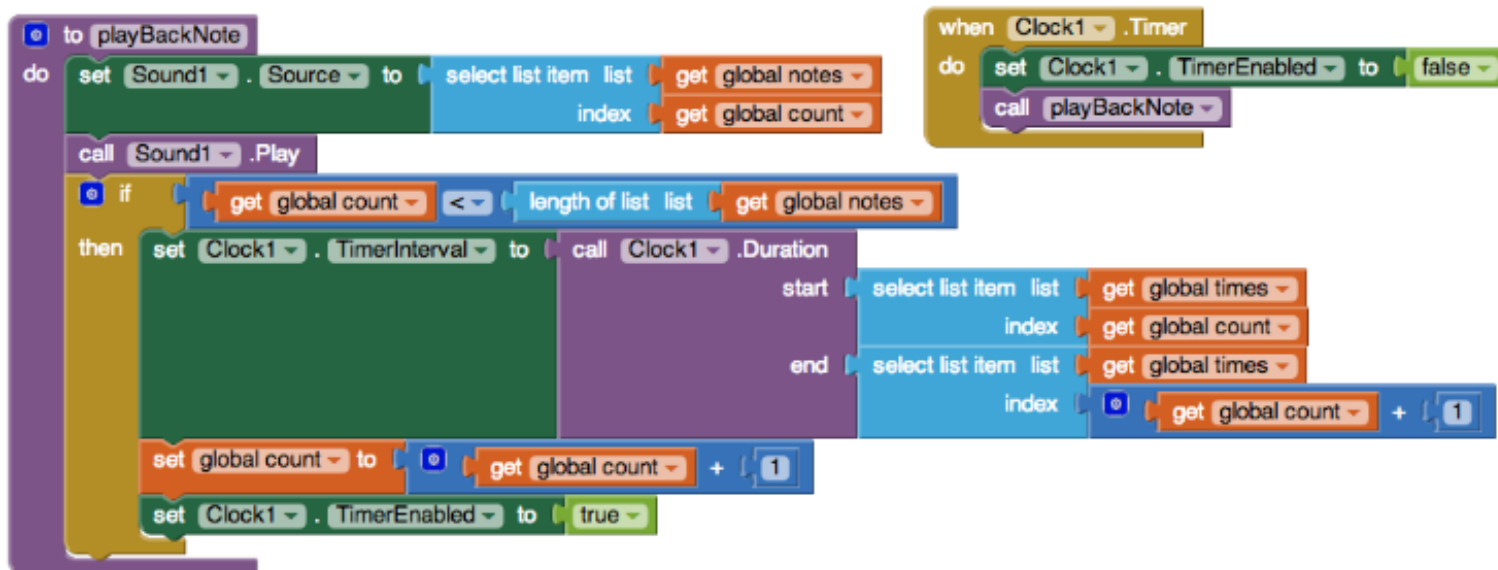 to playBackNote
do set Sound1 . Source to select list item list get global notes
index get global count
call Sound1 .Play
if get global count < length of list list get global notes
then set Clock1 . TimerInterval to call Clock1 .Duration
start select list item list get global times
index get global count
end select list item list get global times
index get global count + 1
set global count to get global count + 1
set Clock1 . TimerEnabled to true
when Clock1 .Timer
do set Clock1 . TimerEnabled to false
call playBackNote